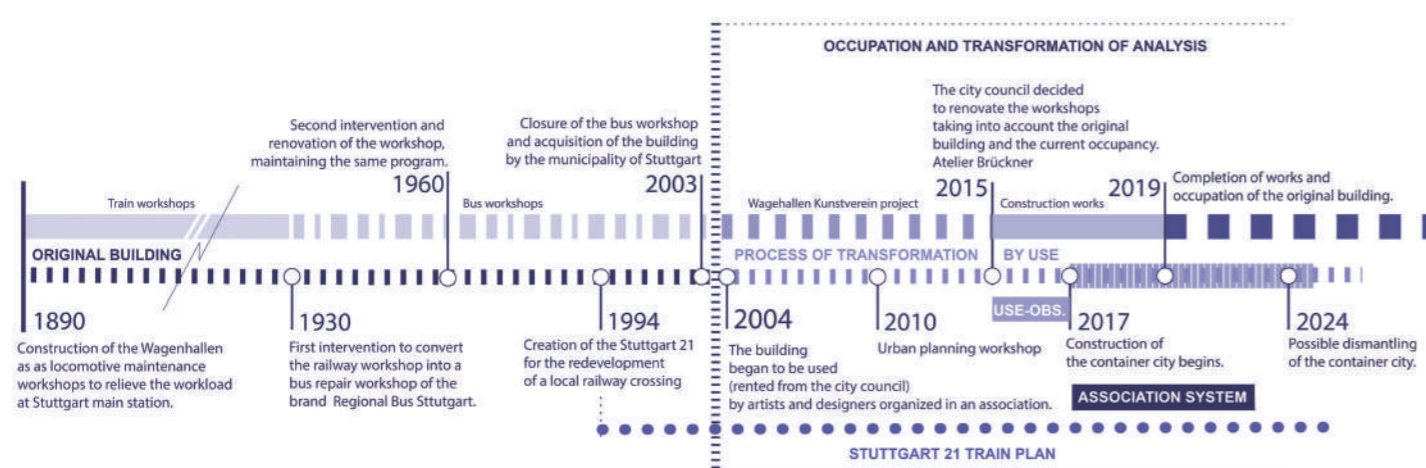 OCCUPATION AND TRANSFORMATION OF ANALYSIS
Second intervention and
renovation of the workshop,
maintaining the same program.
1960
Closure of the bus workshop
and acquisition of the building
by the municipality of Stuttgart
2003
The city council decided
to renovate the workshops
taking into account the original
building and the current occupancy.
Atelier Brückner
2015
2019
Completion of works and
occupation of the original building.
Train workshops
Bus workshops
Wagehallen Kunstverein project
Construction works
ORIGINAL BUILDING
PROCESS OF TRANSFORMATION
BY USE
USE-OBS.
1890
Construction of the Wagenhallen
as as locomotive maintenance
workshops to relieve the workload
at Stuttgart main station.
1930
First intervention to convert
the railway workshop into a
bus repair workshop of the
brand Regional Bus Sttutgart.
1994
Creation of the Stuttgart 21
for the redevelopment
of a local railway crossing
2004
The building
began to be used
(rented from the city council)
by artists and designers organized in an association.
2010
Urban planning workshop
2017
Construction of
the container city begins.
2024
Possible dismantling
of the container city.
ASSOCIATION SYSTEM
STUTTGART 21 TRAIN PLAN